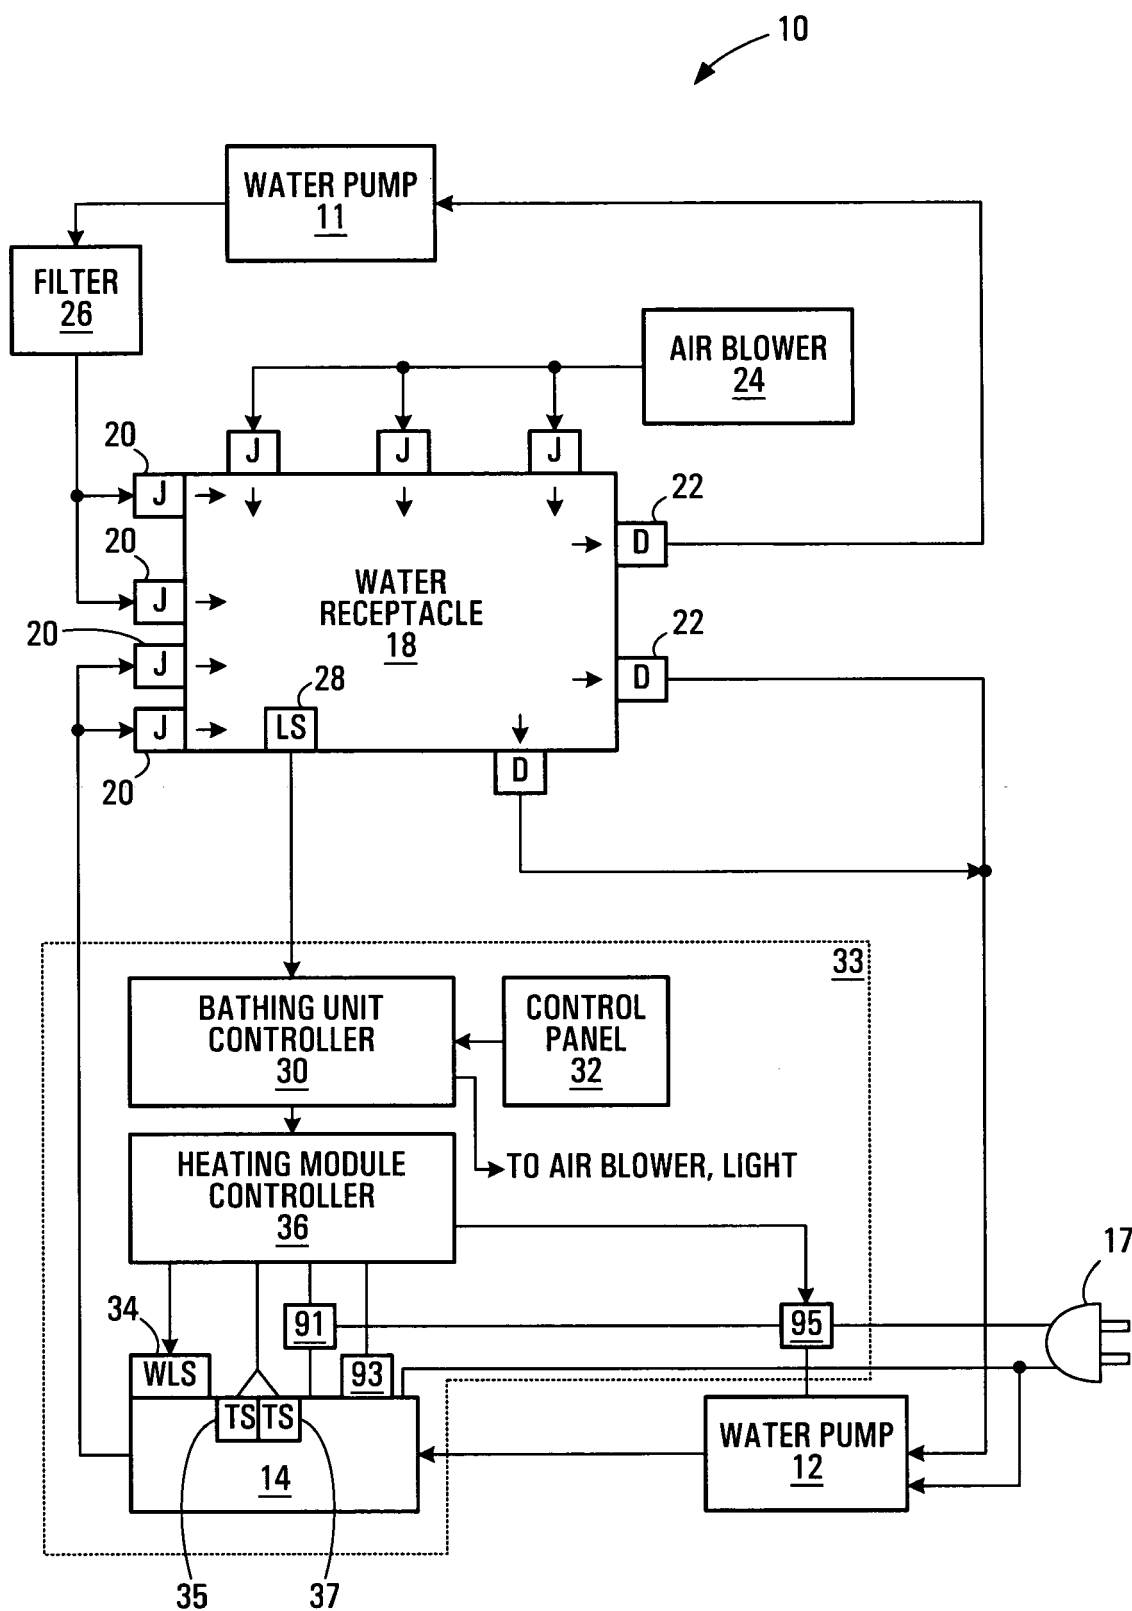 10
WATER PUMP
11
FILTER
26
AIR BLOWER
24
20
J
J
J
J
22
D
20
J
WATER
RECEPTACLE
18
20
J
22
D
28
LS
J
20
D
33
BATHING UNIT
CONTROLLER
30
CONTROL
PANEL
32
TO AIR BLOWER, LIGHT
HEATING MODULE
CONTROLLER
36
17
34
91
95
WLS
93
TS TS
WATER PUMP
12
14
35
37